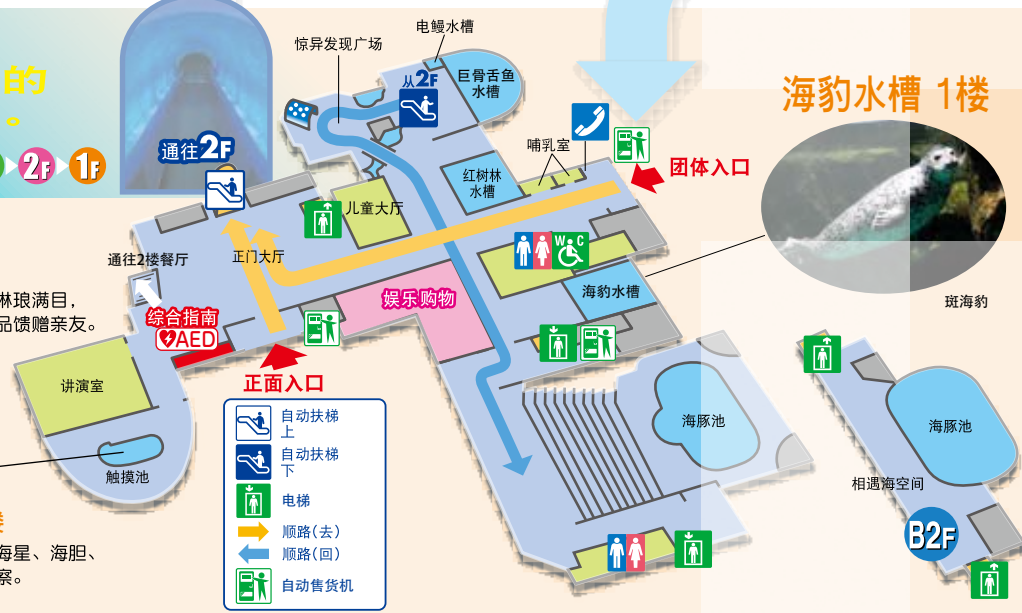 的
。
2F
1F
惊异发现广场
电鳗水槽
巨骨舌鱼
水槽
从2F
通往2F
哺乳室
红树林
水槽
团体入口
海豹水槽 1楼
儿童大厅
正门大厅
通往2楼餐厅
WC
海豹水槽
斑海豹
琳琅满目，
品馈赠亲友。
综合指南
AED
娱乐购物
正面入口
讲演室
触摸池
自动扶梯
上
自动扶梯
下
电梯
顺路(去)
顺路(回)
自动售货机
海豚池
海豚池
相遇海空间
B2F
海星、海胆、
察。